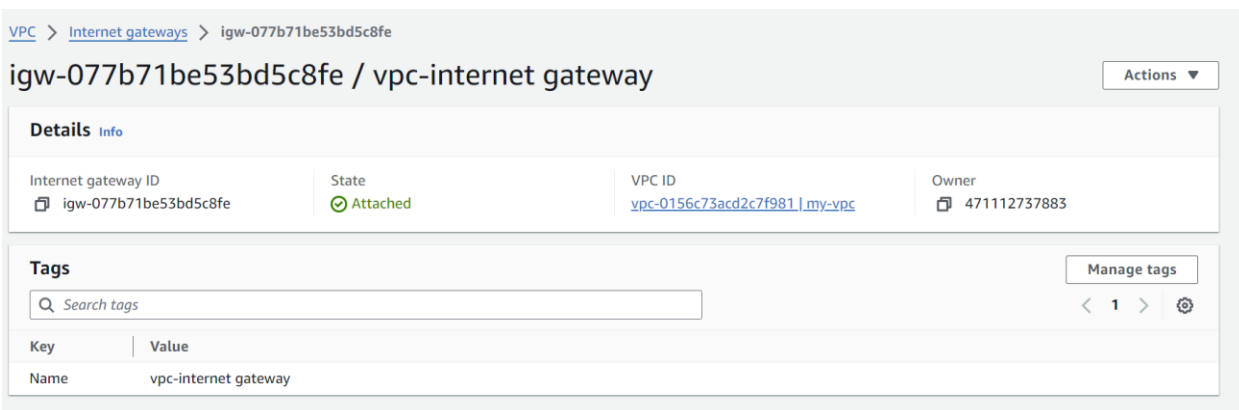 VPC > Internet gateways > igw-077b71be53bd5c8fe
igw-077b71be53bd5c8fe / vpc-internet gateway
Actions ▼
Details Info
Internet gateway ID State VPC ID Owner
igw-077b71be53bd5c8fe Attached vpc-0156c73acd2c7f981 | my-vpc 471112737883
Tags
Manage tags
Search tags
< 1 >
Key Value
Name vpc-internet gateway